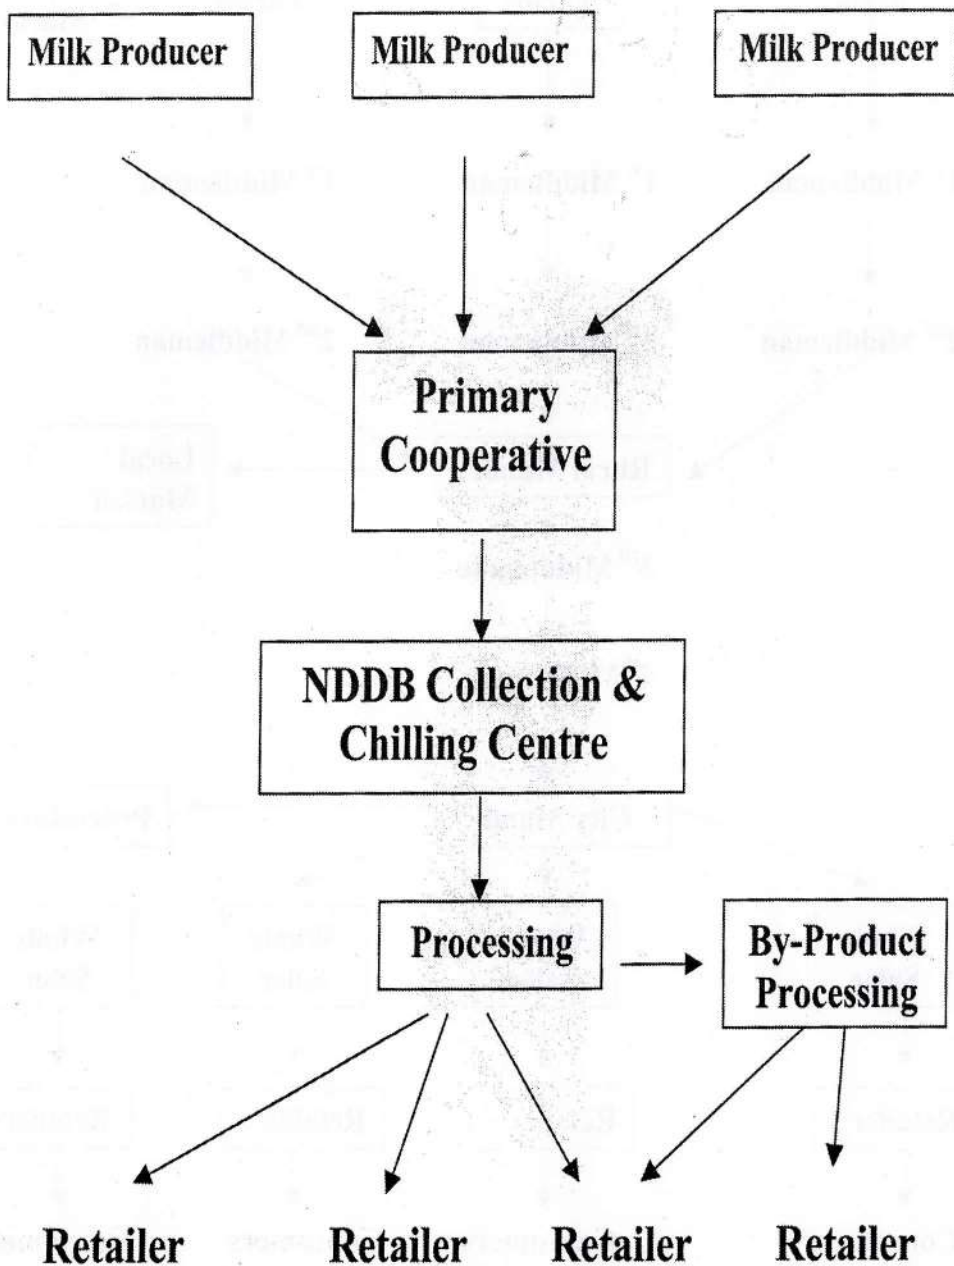 Milk Producer
Milk Producer
Milk Producer
Primary
Cooperative
NDDB Collection &
Chilling Centre
Processing
By-Product
Processing
Retailer
Retailer
Retailer
Retailer